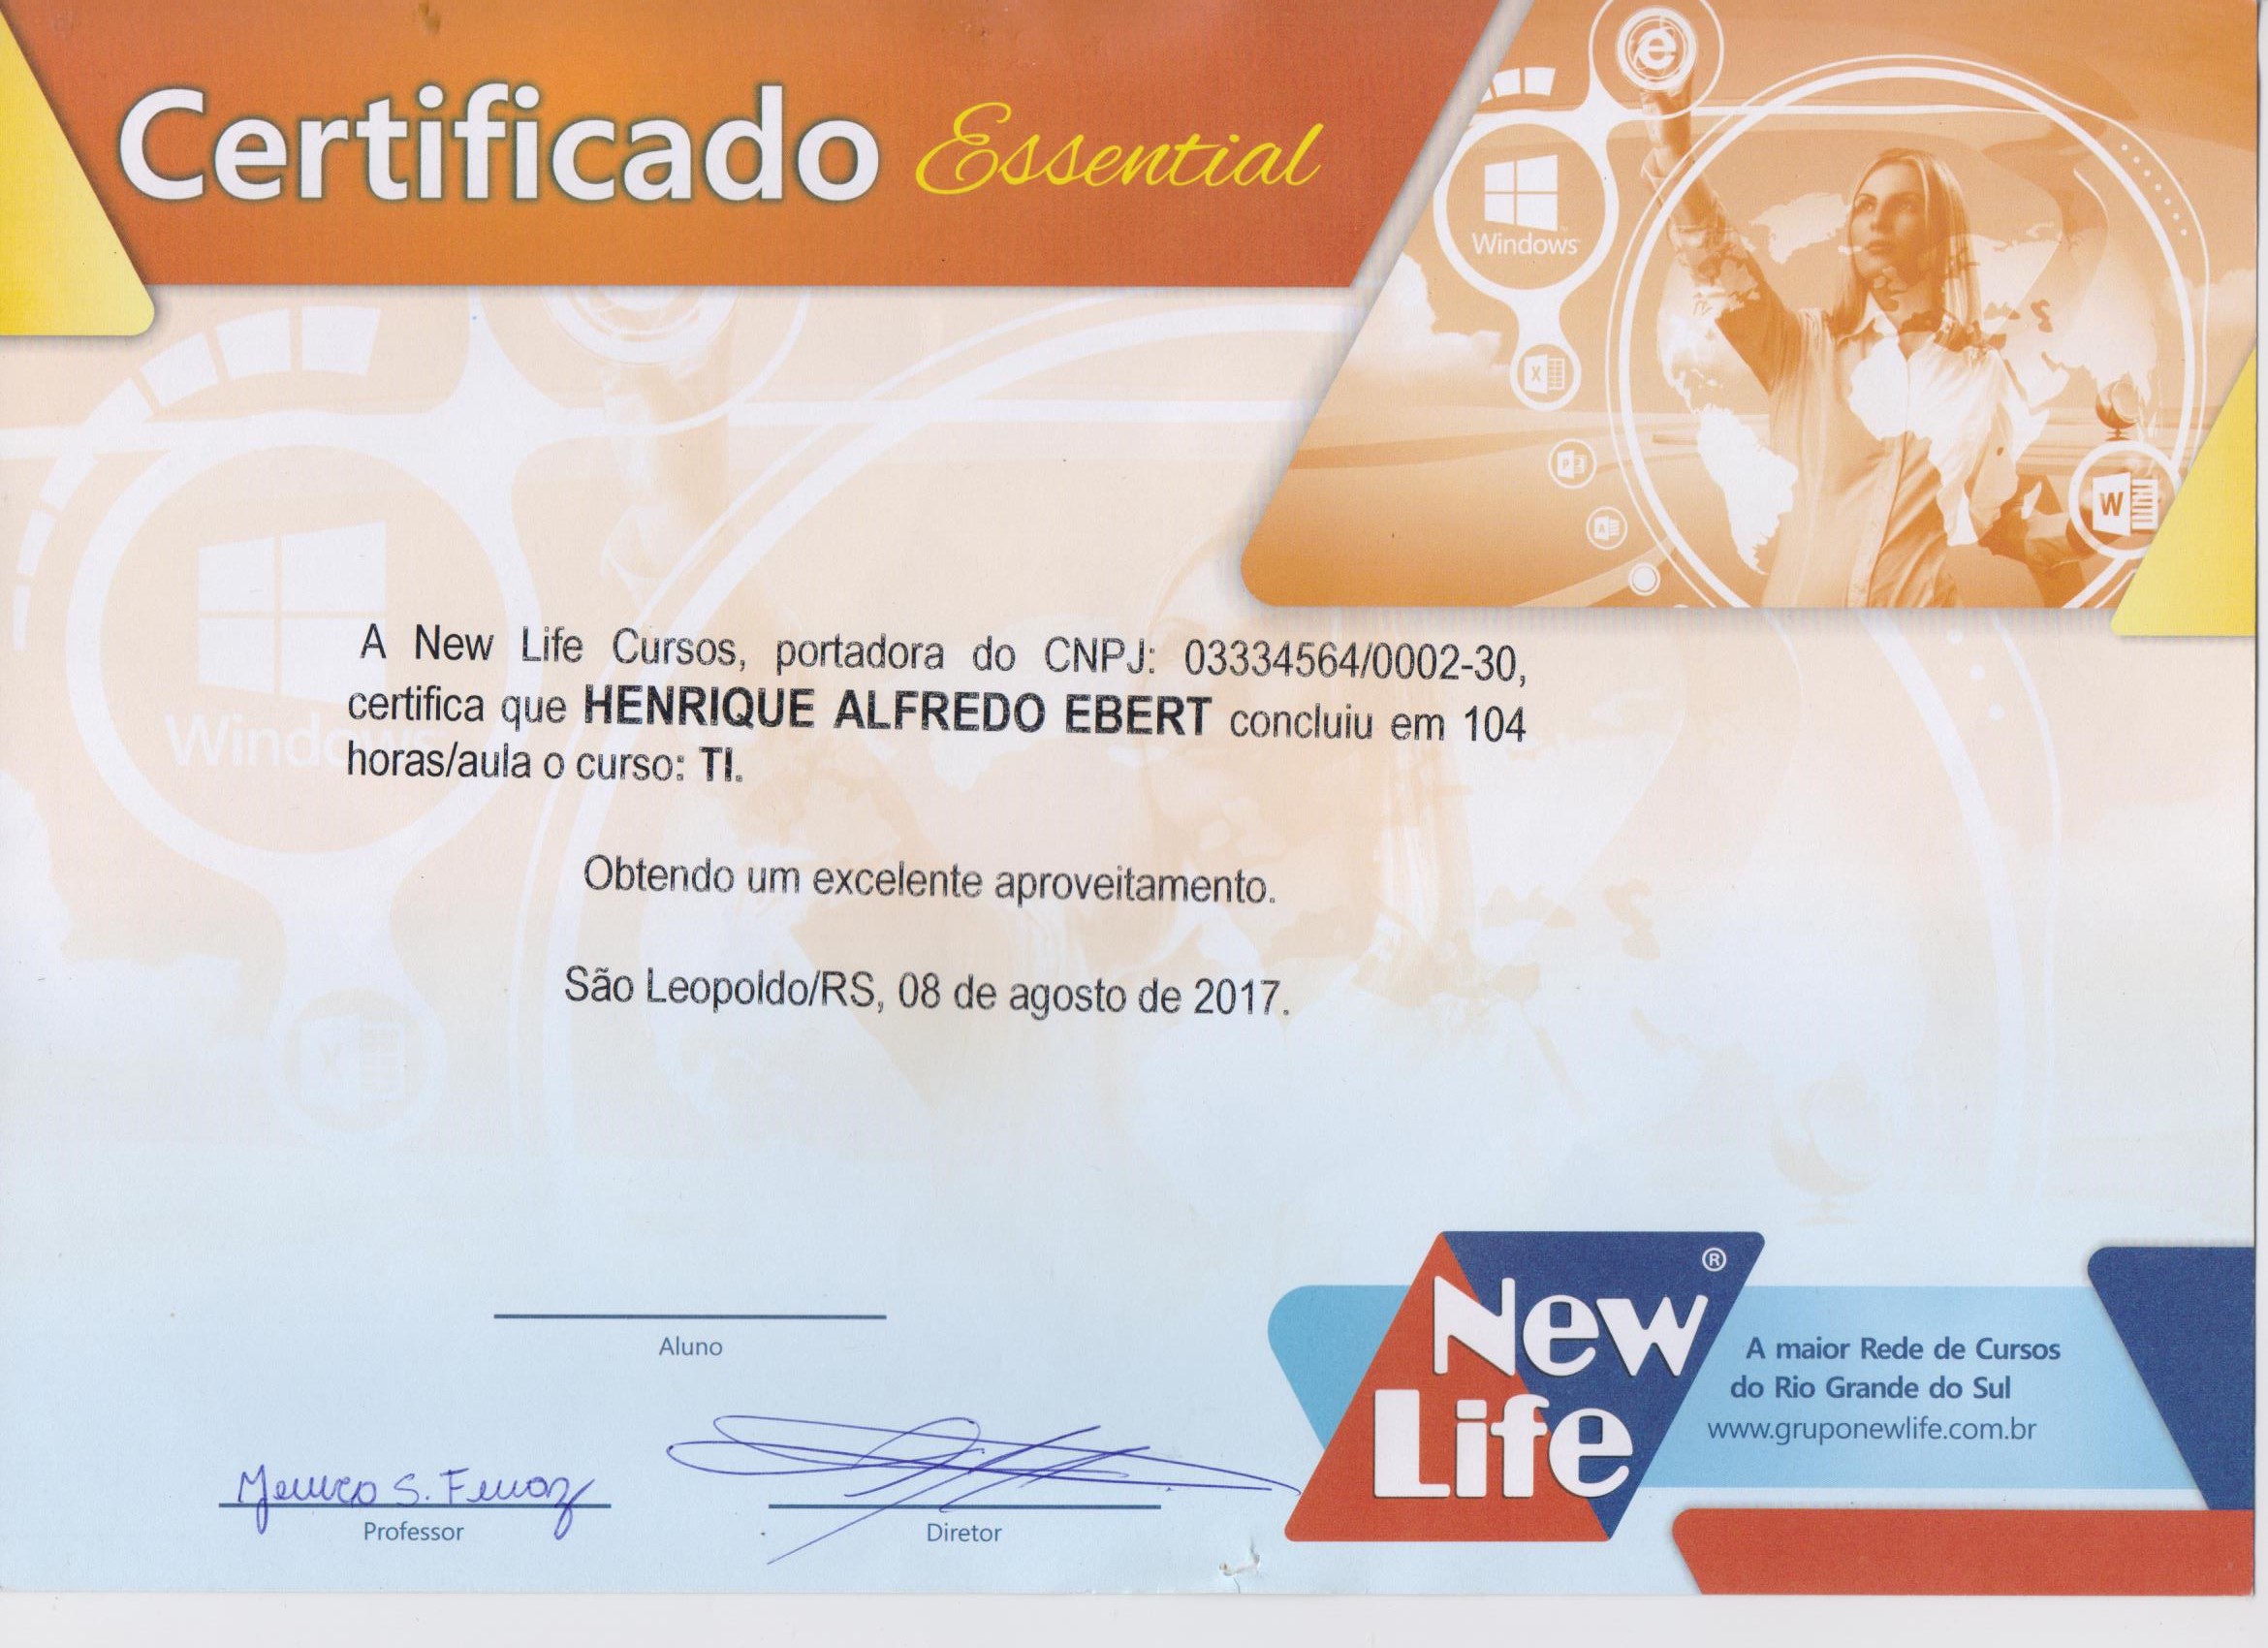 Certificado Essential
Windows
A New Life Cursos, portadora do CNPJ: 03334564/0002-30,
certifica que HENRIQUE ALFREDO EBERT concluiu em 104
horas/aula o curso: TI.
Obtendo um excelente aproveitamento.
São Leopoldo/RS, 08 de agosto de 2017.
Aluno
S.
Professor
Diretor
New
Life
®
A maior Rede de Cursos
do Rio Grande do Sul
www.gruponewlife.com.br